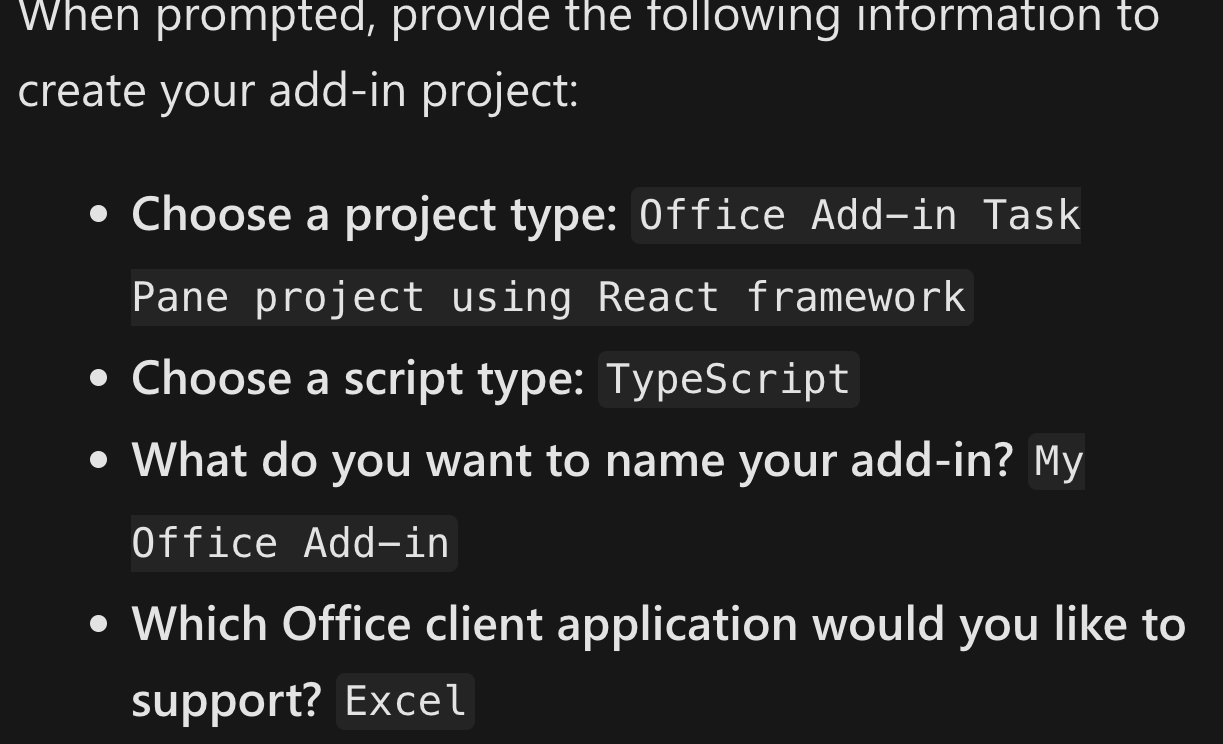 When prompted, provide the following information to
create your add-in project:
• Choose a project type: Office Add-in Task
Pane project using React framework
• Choose a script type: TypeScript
• What do you want to name your add-in? My
Office Add-in
• Which Office client application would you like to
support? Excel